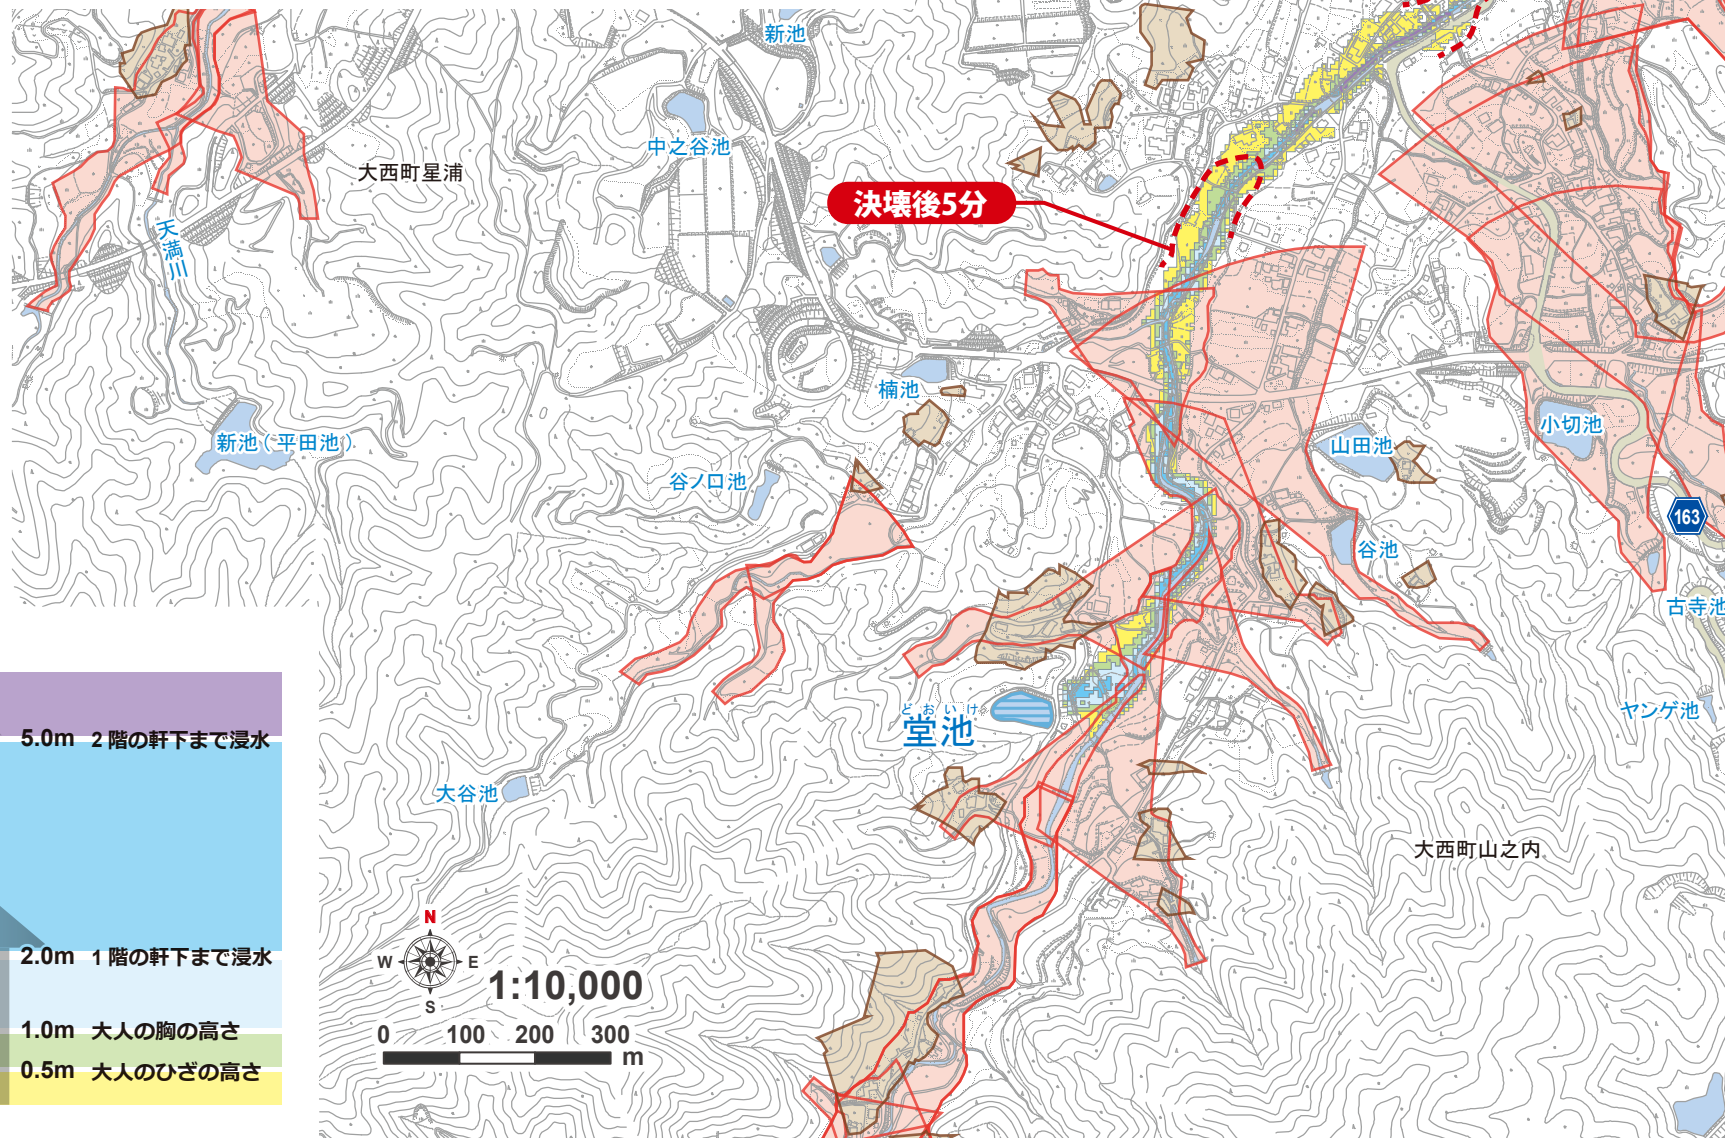 新池
中之谷池
大西町星浦
決壊後5分
天満川
楠池
新池（平田池）
谷ノ口池
小切池
山田池
163
谷池
古寺池
どおいけ
堂池
ヤンゲ池
5.0m 2階の軒下まで浸水
大谷池
大西町山之内
2.0m 1階の軒下まで浸水
1.0m 大人の胸の高さ
0.5m 大人のひざの高さ
N
W E
S
1:10,000
0 100 200 300
m